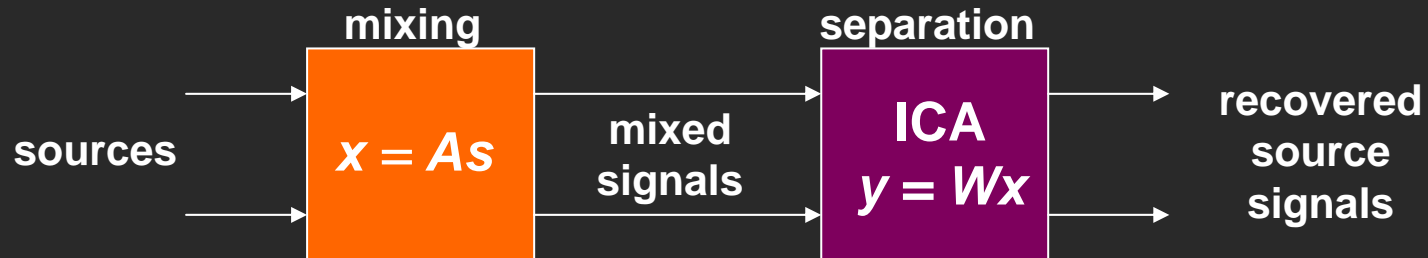 mixing
separation
sources
x = As
mixed
signals
ICA
y = Wx
recovered
source
signals